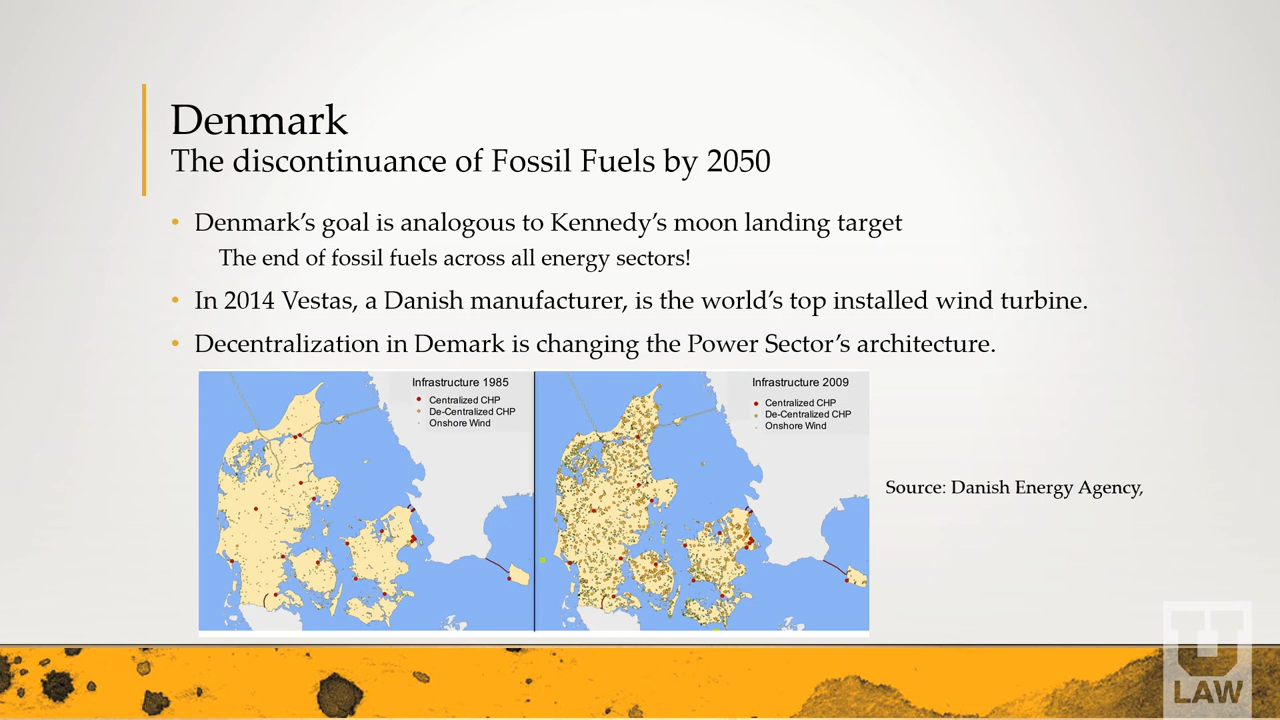 Denmark
The discontinuance of Fossil Fuels by 2050
• Denmark’s goal is analogous to Kennedy’s moon landing target
The end of fossil fuels across all energy sectors!
• In 2014 Vestas, a Danish manufacturer, is the world’s top installed wind turbine.
• Decentralization in Demark is changing the Power Sector’s architecture.
Infrastructure 1985
Centralized CHP
De-Centralized CHP
Onshore Wind
Infrastructure 2009
Centralized CHP
De-Centralized CHP
Onshore Wind
Source: Danish Energy Agency,
U
LAW